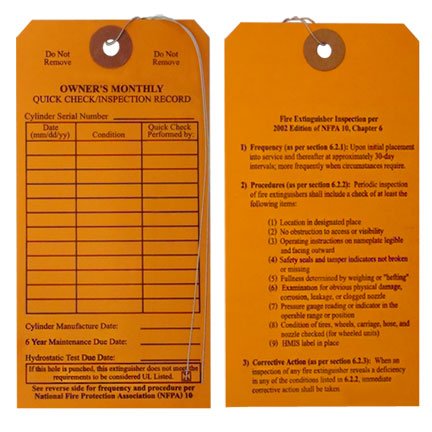 Do Not
Remove
Do Not
Remove
OWNER'S MONTHLY
QUICK CHECK/INSPECTION RECORD
Cylinder Serial Number
Date
(mm/dd/yy)
Condition
Quick Check
Performed by:
Cylinder Manufacture Date:
6 Year Maintenance Due Date:
Hydrostatic Test Due Date:
If this hole is punched, this extinguisher does not meet the
requirements to be considered UL Listed.
See reverse side for frequency and procedure per
National Fire Protection Association (NFPA) 10
Fire Extinguisher Inspection per
2002 Edition of NFPA 10, Chapter 6
1) Frequency (as per section 6.2.1): Upon initial placement
into service and thereafter at approximately 30-day
intervals; more frequently when circumstances require.
2) Procedures (as per section 6.2.2): Periodic inspection
of fire extinguishers shall include a check of at least the
following items:
(1) Location in designated place
(2) No obstruction to access or visibility
(3) Operating instructions on nameplate legible
and facing outward
(4) Safety seals and tamper indicators not broken
or missing
(5) Fullness determined by weighing or "hefting"
(6) Examination for obvious physical damage,
corrosion, leakage, or clogged nozzle
(7) Pressure gauge reading or indicator in the
operable range or position
(8) Condition of tires, wheels, carriage, hose, and
nozzle checked (for wheeled units)
(9) HMIS label in place
3) Corrective Action (as per section 6.2.3): When an
inspection of any fire extinguisher reveals a deficiency
in any of the conditions listed in 6.2.2, immediate
corrective action shall be taken